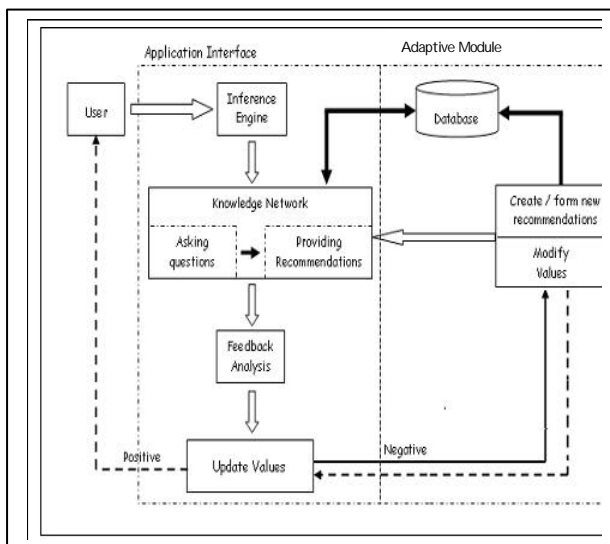 Application Interface
Adaptive Module
User
Inference
Engine
Database
Knowledge Network
Asking
questions
Providing
Recommendations
Create / form new
recommendations
Modify
Values
Feedback
Analysis
Positive
Update Values
Negative